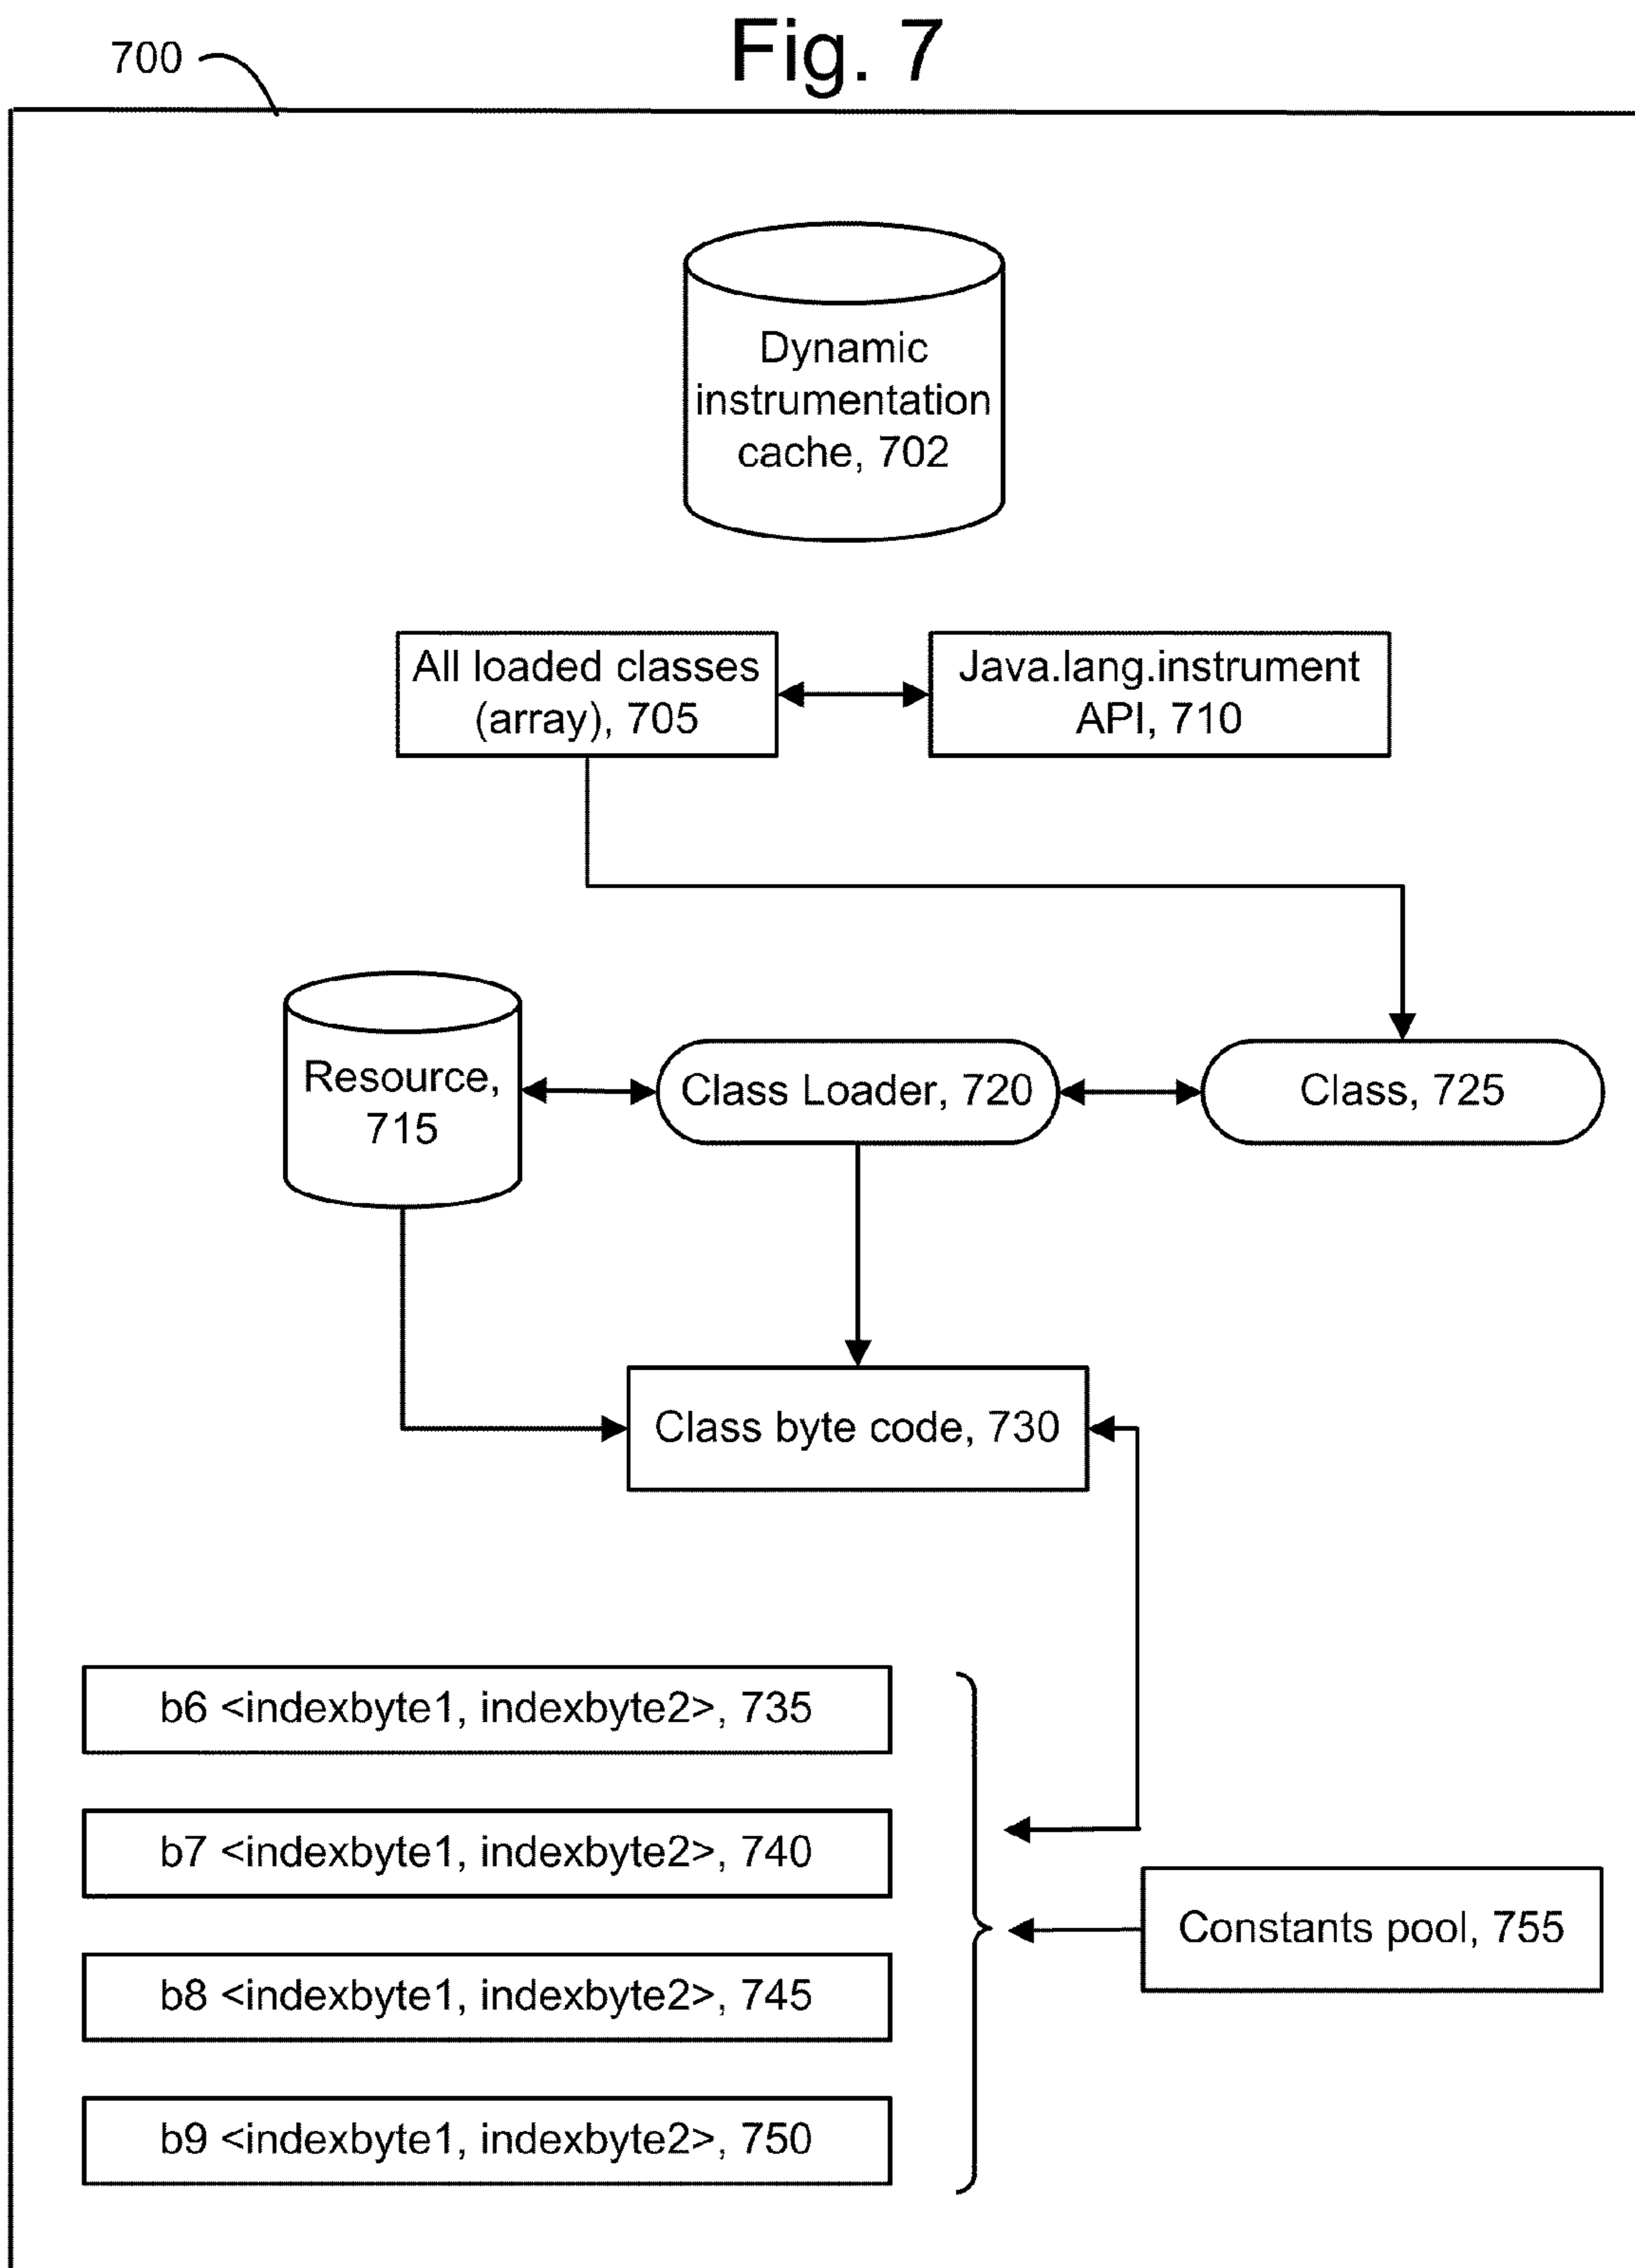 Fig. 7
700
Dynamic
instrumentation
cache, 702
All loaded classes
(array), 705
Java.lang.instrument
API, 710
Resource,
715
Class Loader, 720
Class, 725
Class byte code, 730
b6 <indexbyte1, indexbyte2>, 735
b7 <indexbyte1, indexbyte2>, 740
b8 <indexbyte1, indexbyte2>, 745
b9 <indexbyte1, indexbyte2>, 750
Constants pool, 755